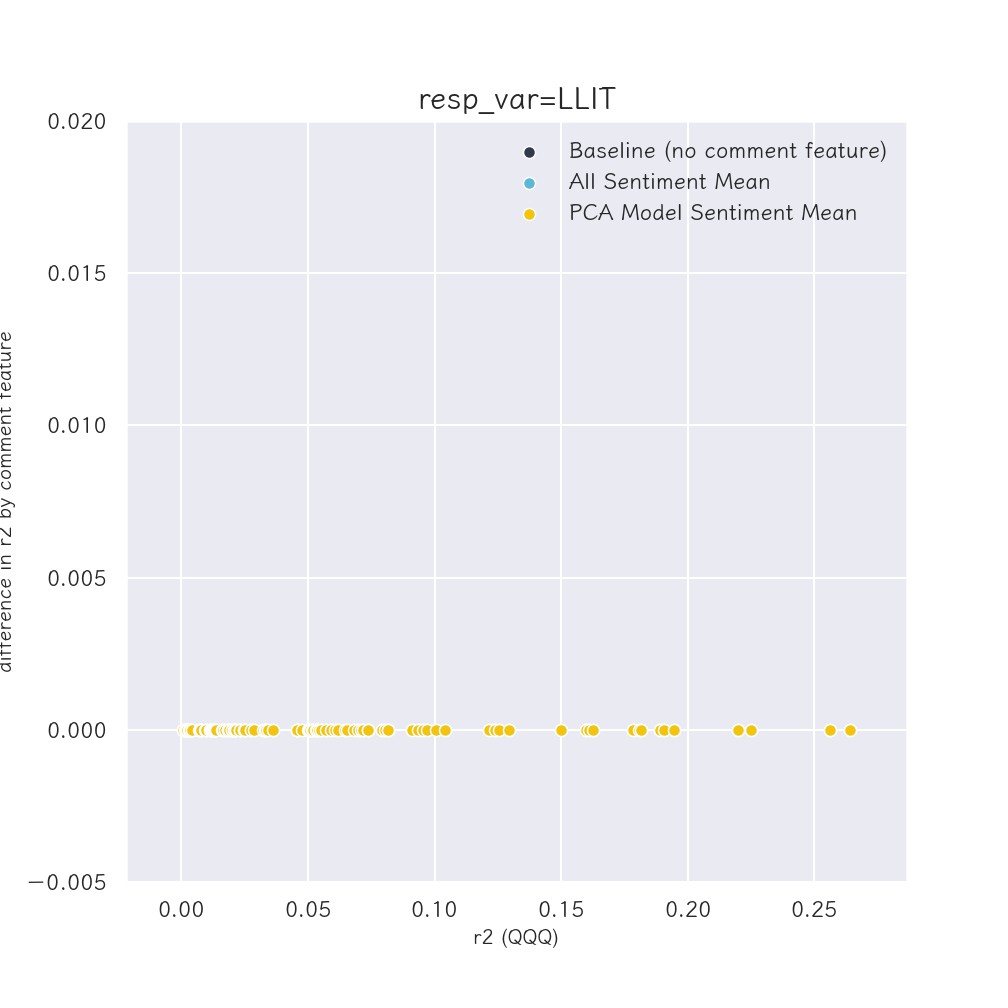 resp_var=LLIT
0.020
0.015
0.010
0.005
0.000
−0.005
difference in r2 by comment feature
Baseline (no comment feature)
All Sentiment Mean
PCA Model Sentiment Mean
0.00 0.05 0.10 0.15 0.20 0.25
r2 (QQQ)